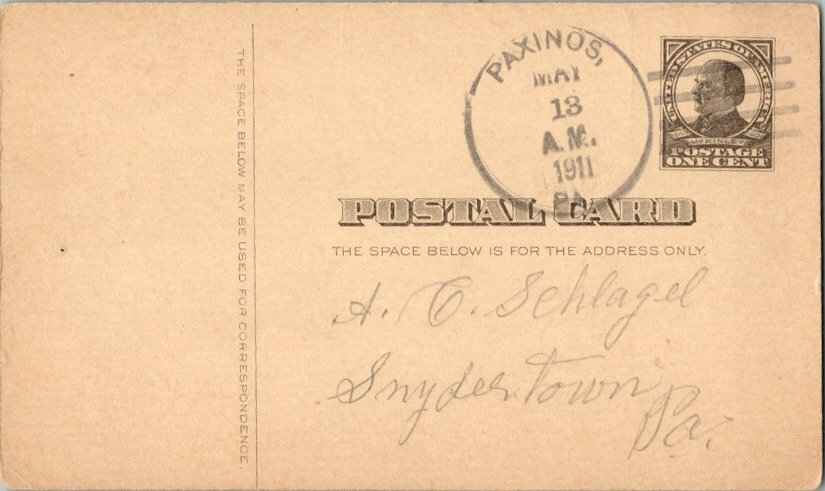 PAXINOS,
MAY
13
A.M.
1911
PA.
UNITED STATES OF AMERICA
McKINLEY
POSTAGE
ONE CENT
POSTAL CARD
THE SPACE BELOW IS FOR THE ADDRESS ONLY.
THE SPACE BELOW MAY BE USED FOR CORRESPONDENCE.
A. C. Schlagel
Snydertown
Pa.